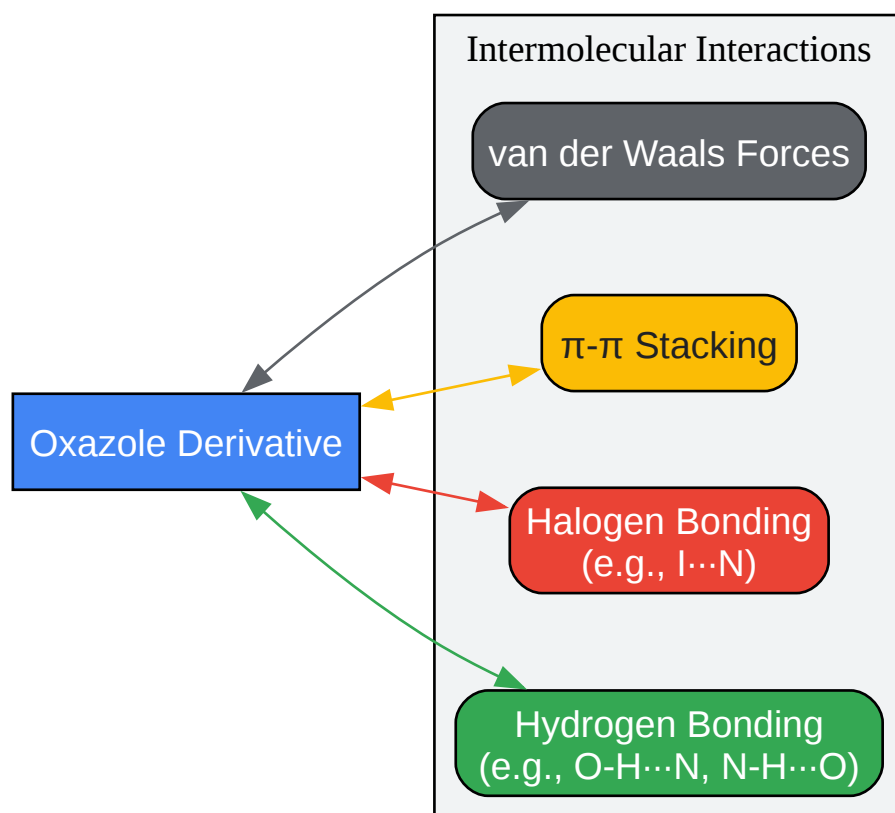 Intermolecular Interactions
van der Waals Forces
π-π Stacking
Oxazole Derivative
Halogen Bonding
(e.g., I···N)
Hydrogen Bonding
(e.g., O-H···N, N-H···O)